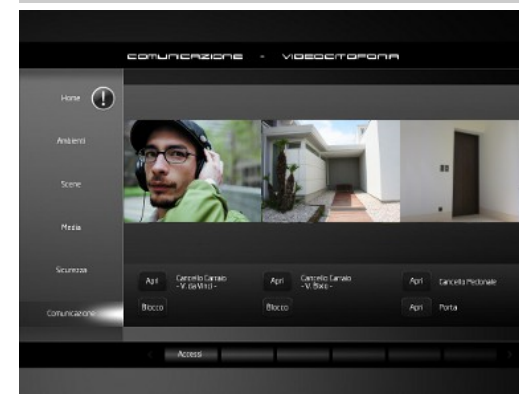 COMUNICAZIONE - VIDEOCITOFONIA
Home
Ambienti
Scene
Media
Sicurezza
Comunicazione
Apri Cancello Carraio
- V. da Vinci -
Blocco
Apri Cancello Carraio
Blocco
Apri Cancello Pedonale
Apri Porta
Accessi